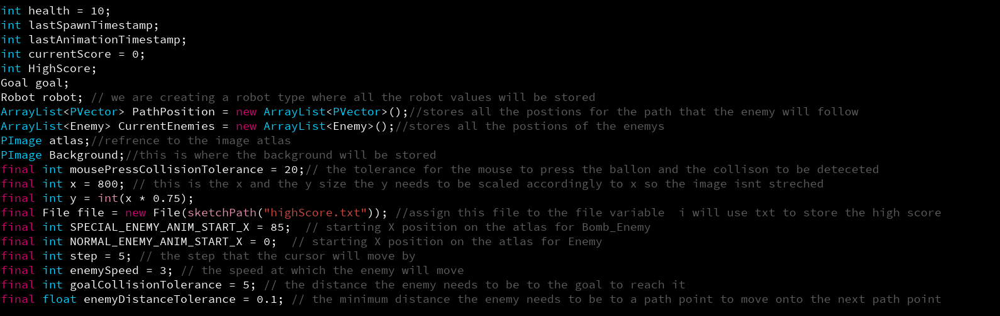 int health = 10;
int lastSpawnTimestamp;
int lastAnimationTimestamp;
int currentScore = 0;
int HighScore;
Goal goal;
Robot robot; // we are creating a robot type where all the robot values will be stored
ArrayList<PVector> PathPosition = new ArrayList<PVector>();//stores all the postions for the path that the enemy will follow
ArrayList<Enemy> CurrentEnemies = new ArrayList<Enemy>();//stores all the postions of the enemys
PImage atlas;//refrence to the image atlas
PImage Background;//this is where the background will be stored
final int mousePressCollisionTolerance = 20;// the tolerance for the mouse to press the ballon and the collison to be deteceted
final int x = 800; // this is the x and the y size the y needs to be scaled accordingly to x so the image isnt streched
final int y = int(x * 0.75);
final File file = new File(sketchPath("highScore.txt")); //assign this file to the file variable  i will use txt to store the high score
final int SPECIAL_ENEMY_ANIM_START_X = 85;  // starting X position on the atlas for Bomb_Enemy
final int NORMAL_ENEMY_ANIM_START_X = 0;  // starting X position on the atlas for Enemy
final int step = 5; // the step that the cursor will move by
final int enemySpeed = 3; // the speed at which the enemy will move
final int goalCollisionTolerance = 5; // the distance the enemy needs to be to the goal to reach it
final float enemyDistanceTolerance = 0.1; // the minimum distance the enemy needs to be to a path point to move onto the next path point